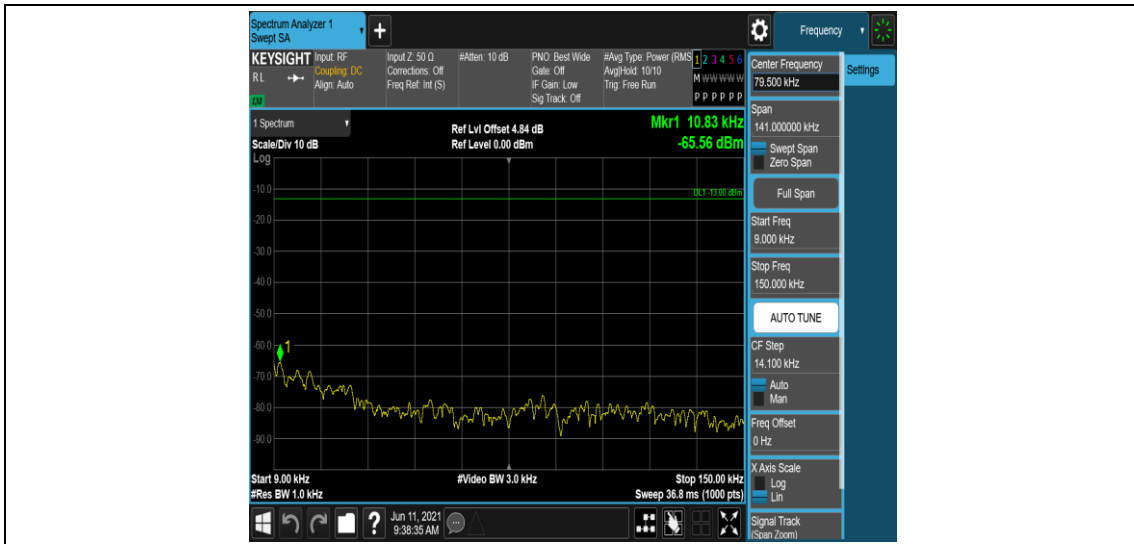 Spectrum Analyzer 1
Swept SA
+
Frequency
KEYSIGHT
RL
LXI
Input: RF
Coupling: DC
Align: Auto
Input Z: 50 Ω
Corrections: Off
Freq Ref: Int (S)
#Atten: 10 dB
PNO: Best Wide
Gate: Off
IF Gain: Low
Sig Track: Off
#Avg Type: Power (RMS
Avg|Hold: 10/10
Trig: Free Run
1 2 3 4 5 6
M W W W W W
P P P P P P
Center Frequency
79.500 kHz
Settings
1 Spectrum
Scale/Div 10 dB
Log
Ref Lvl Offset 4.84 dB
Ref Level 0.00 dBm
Mkr1 10.83 kHz
-65.56 dBm
DL1 -13.00 dBm
-10.0
-20.0
-30.0
-40.0
-50.0
-60.0
-70.0
-80.0
-90.0
1
Start 9.00 kHz
#Res BW 1.0 kHz
#Video BW 3.0 kHz
Stop 150.00 kHz
Sweep 36.8 ms (1000 pts)
Span
141.000000 kHz
Swept Span
Zero Span
Full Span
Start Freq
9.000 kHz
Stop Freq
150.000 kHz
AUTO TUNE
CF Step
14.100 kHz
Auto
Man
Freq Offset
0 Hz
X Axis Scale
Log
Lin
Signal Track
(Span Zoom)
?
Jun 11, 2021
9:38:35 AM